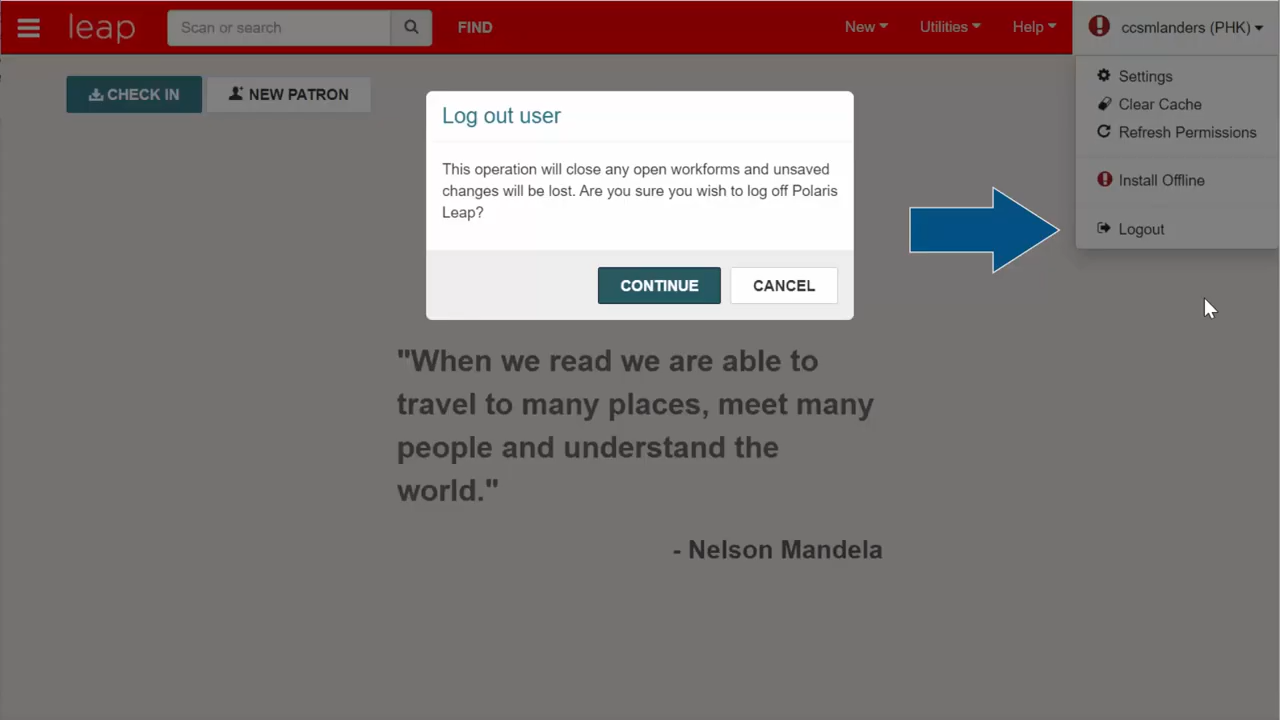 leap
Scan or search
FIND
New
Utilities
Help
ccsmlanders (PHK)
CHECK IN
NEW PATRON
Settings
Clear Cache
Refresh Permissions
Install Offline
Logout
Log out user
This operation will close any open workforms and unsaved
changes will be lost. Are you sure you wish to log off Polaris
Leap?
CONTINUE
CANCEL
"When we read we are able to
travel to many places, meet many
people and understand the
world."
- Nelson Mandela